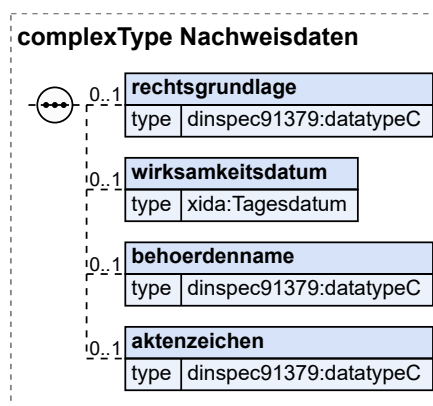 complexType Nachweisdaten
0..1 rechtsgrundlage
type dinspec91379:datatypeC
0..1 wirksamkeitsdatum
type xida:Tagesdatum
0..1 behoerdenname
type dinspec91379:datatypeC
0..1 aktenzeichen
type dinspec91379:datatypeC